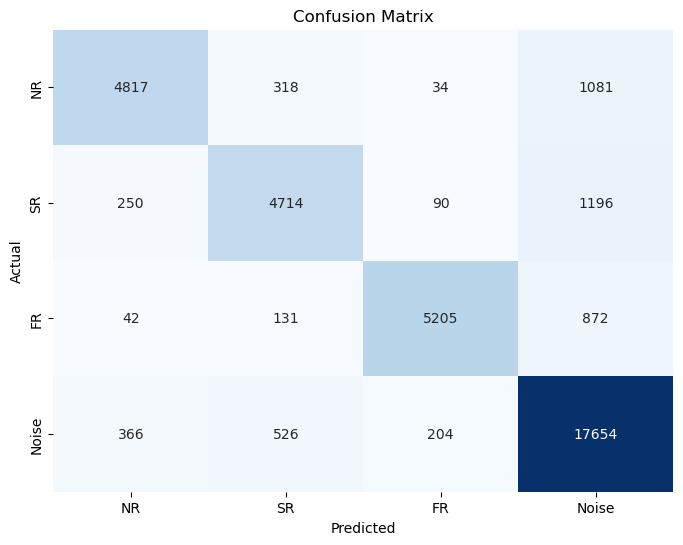 Confusion Matrix
Actual
NR 4817 318 34 1081
SR 250 4714 90 1196
FR 42 131 5205 872
Noise 366 526 204 17654
NR SR FR Noise
Predicted